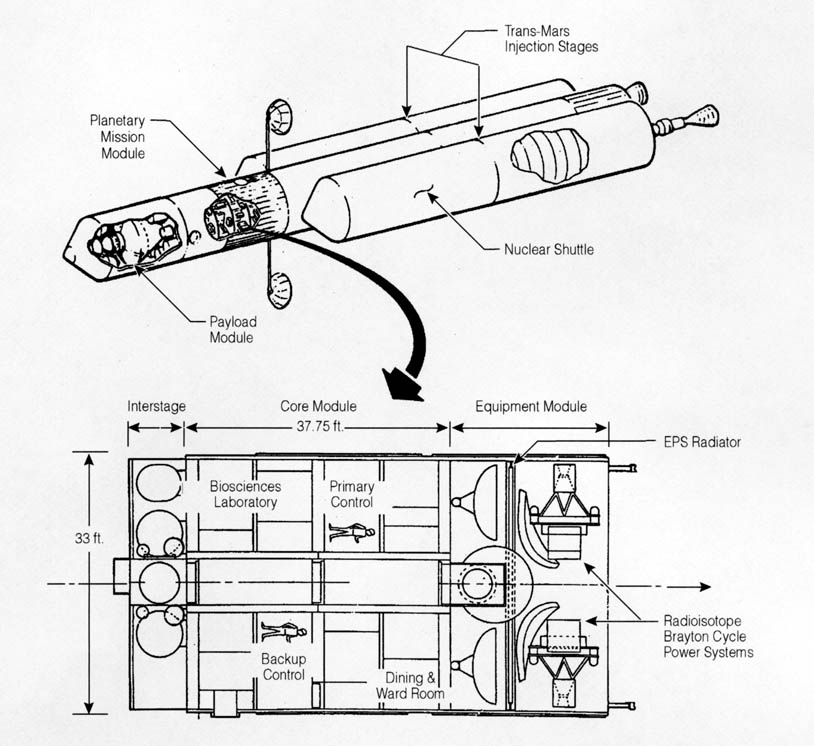 Trans-Mars
Injection Stages
Planetary
Mission
Module
Nuclear Shuttle
Payload
Module
Interstage
Core Module
Equipment Module
37.75 ft.
EPS Radiator
Biosciences
Laboratory
Primary
Control
33 ft.
Radioisotope
Brayton Cycle
Power Systems
Backup
Control
Dining &
Ward Room